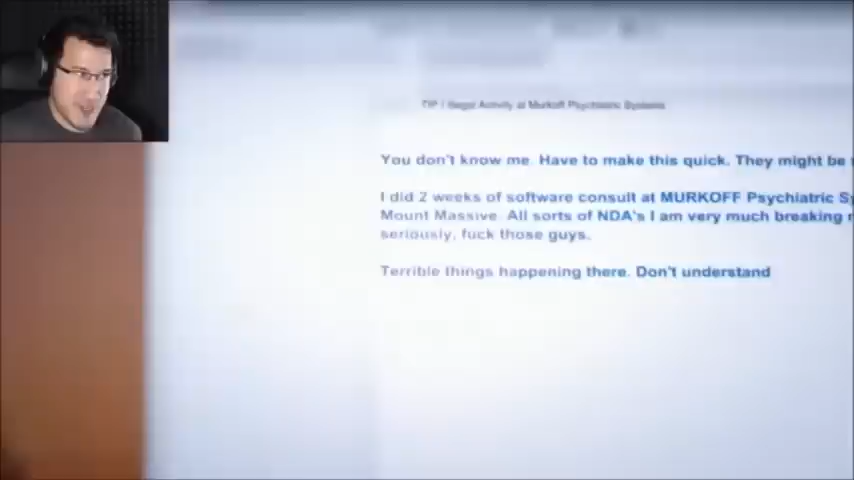 TIP / Illegal Activity at Murkoff Psychiatric Systems
You don't know me. Have to make this quick. They might be
I did 2 weeks of software consult at MURKOFF Psychiatric Sy
Mount Massive. All sorts of NDA's I am very much breaking
seriously, fuck those guys.
Terrible things happening there. Don't understand